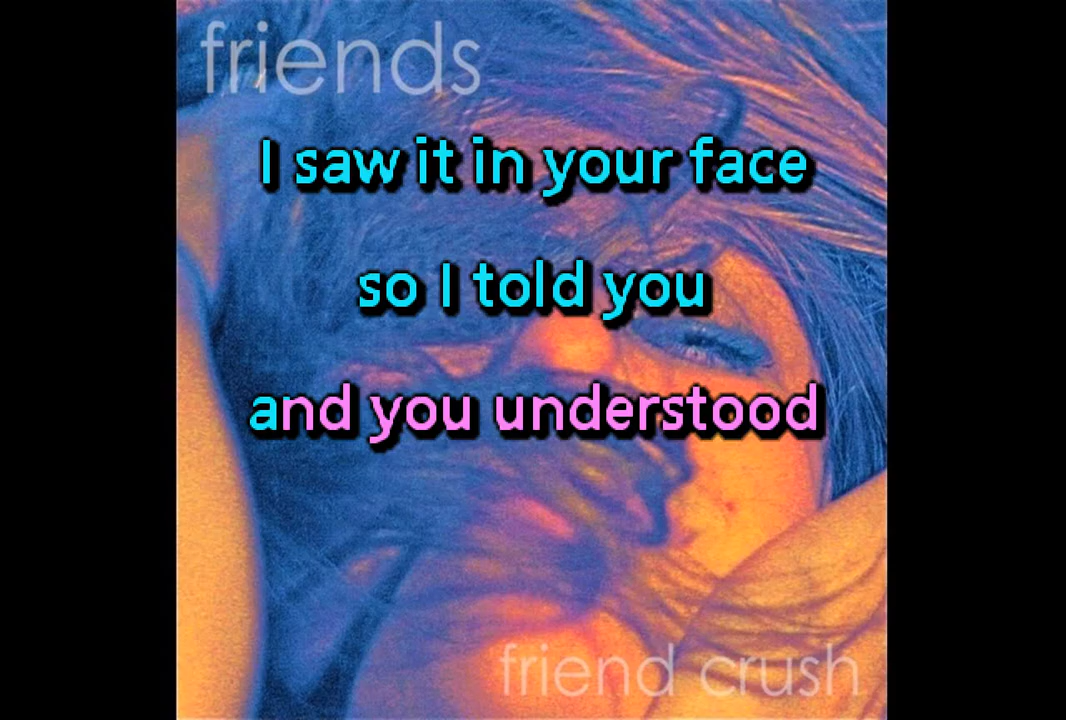 friends
I saw it in your face
so I told you
and you understood
friend crush